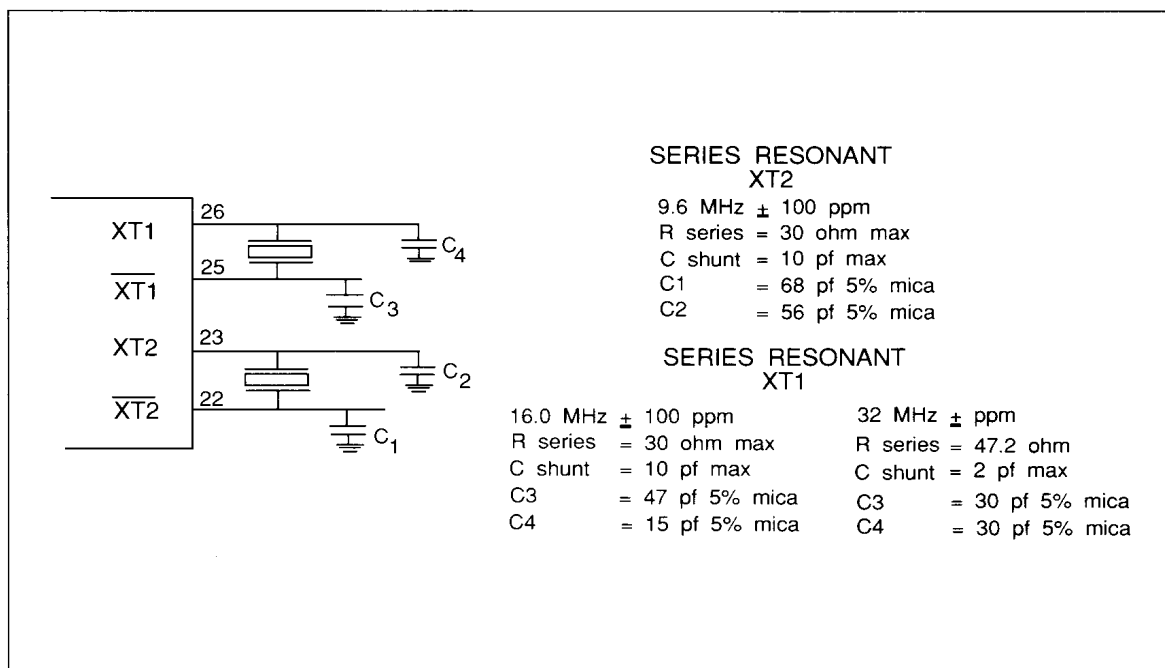 XT1
26
C4
XT1
25
C3
XT2
23
C2
XT2
22
C1
SERIES RESONANT
XT2
9.6 MHz ± 100 ppm
R series = 30 ohm max
C shunt = 10 pf max
C1 = 68 pf 5% mica
C2 = 56 pf 5% mica
SERIES RESONANT
XT1
16.0 MHz ± 100 ppm
R series = 30 ohm max
C shunt = 10 pf max
C3 = 47 pf 5% mica
C4 = 15 pf 5% mica
32 MHz ± ppm
R series = 47.2 ohm
C shunt = 2 pf max
C3 = 30 pf 5% mica
C4 = 30 pf 5% mica